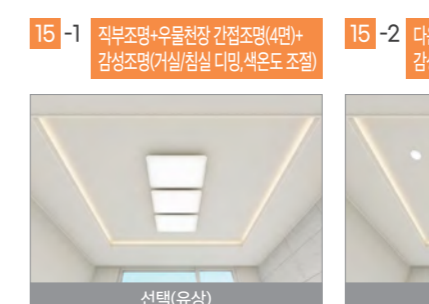 15 -1
직부조명+우물천장 간접조명(4면)+
감성조명(거실/침실 디밍,색온도 조절)
15 -2
선택(유상)